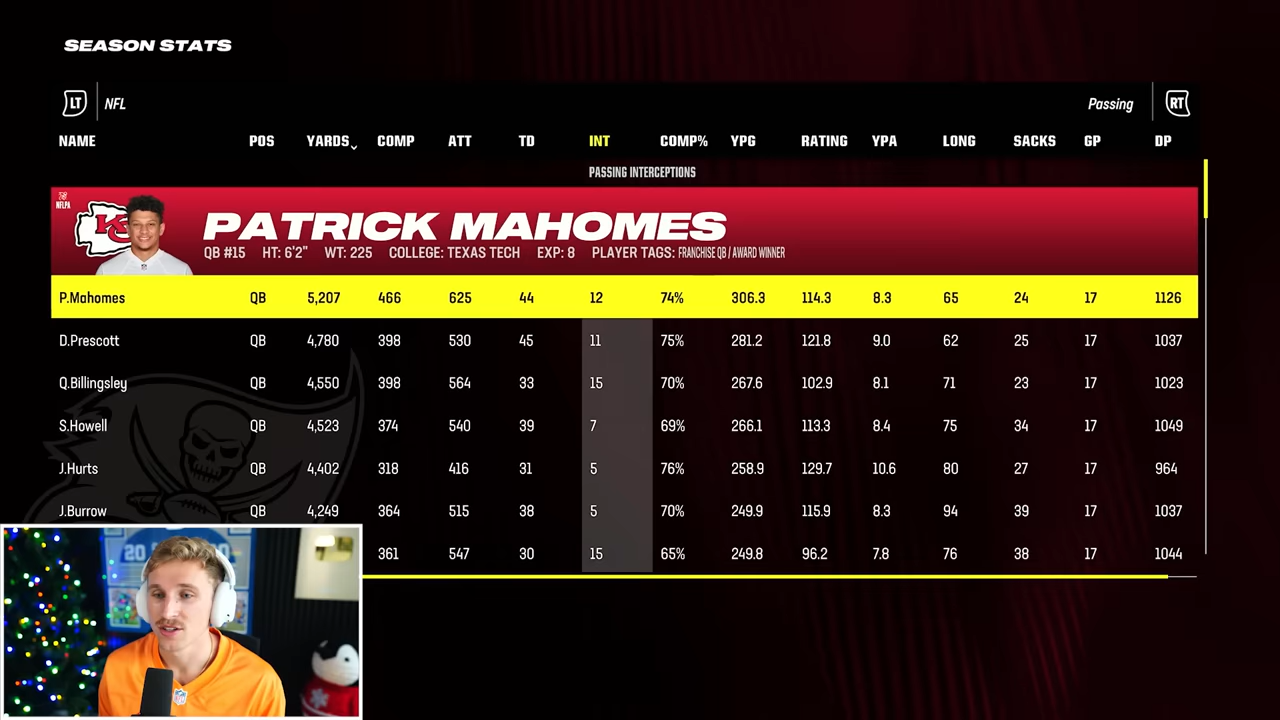 SEASON STATS
LT NFL Passing RT
NAME POS YARDS COMP ATT TD INT COMP% YPG RATING YPA LONG SACKS GP DP
PASSING INTERCEPTIONS
NFLPA
PATRICK MAHOMES
QB #15 HT: 6'2" WT: 225 COLLEGE: TEXAS TECH EXP: 8 PLAYER TAGS: FRANCHISE QB / AWARD WINNER
P.Mahomes QB 5,207 466 625 44 12 74% 306.3 114.3 8.3 65 24 17 1126
D.Prescott QB 4,780 398 530 45 11 75% 281.2 121.8 9.0 62 25 17 1037
Q.Billingsley QB 4,550 398 564 33 15 70% 267.6 102.9 8.1 71 23 17 1023
S.Howell QB 4,523 374 540 39 7 69% 266.1 113.3 8.4 75 34 17 1049
J.Hurts QB 4,402 318 416 31 5 76% 258.9 129.7 10.6 80 27 17 964
J.Burrow QB 4,249 364 515 38 5 70% 249.9 115.9 8.3 94 39 17 1037
361 547 30 15 65% 249.8 96.2 7.8 76 38 17 1044